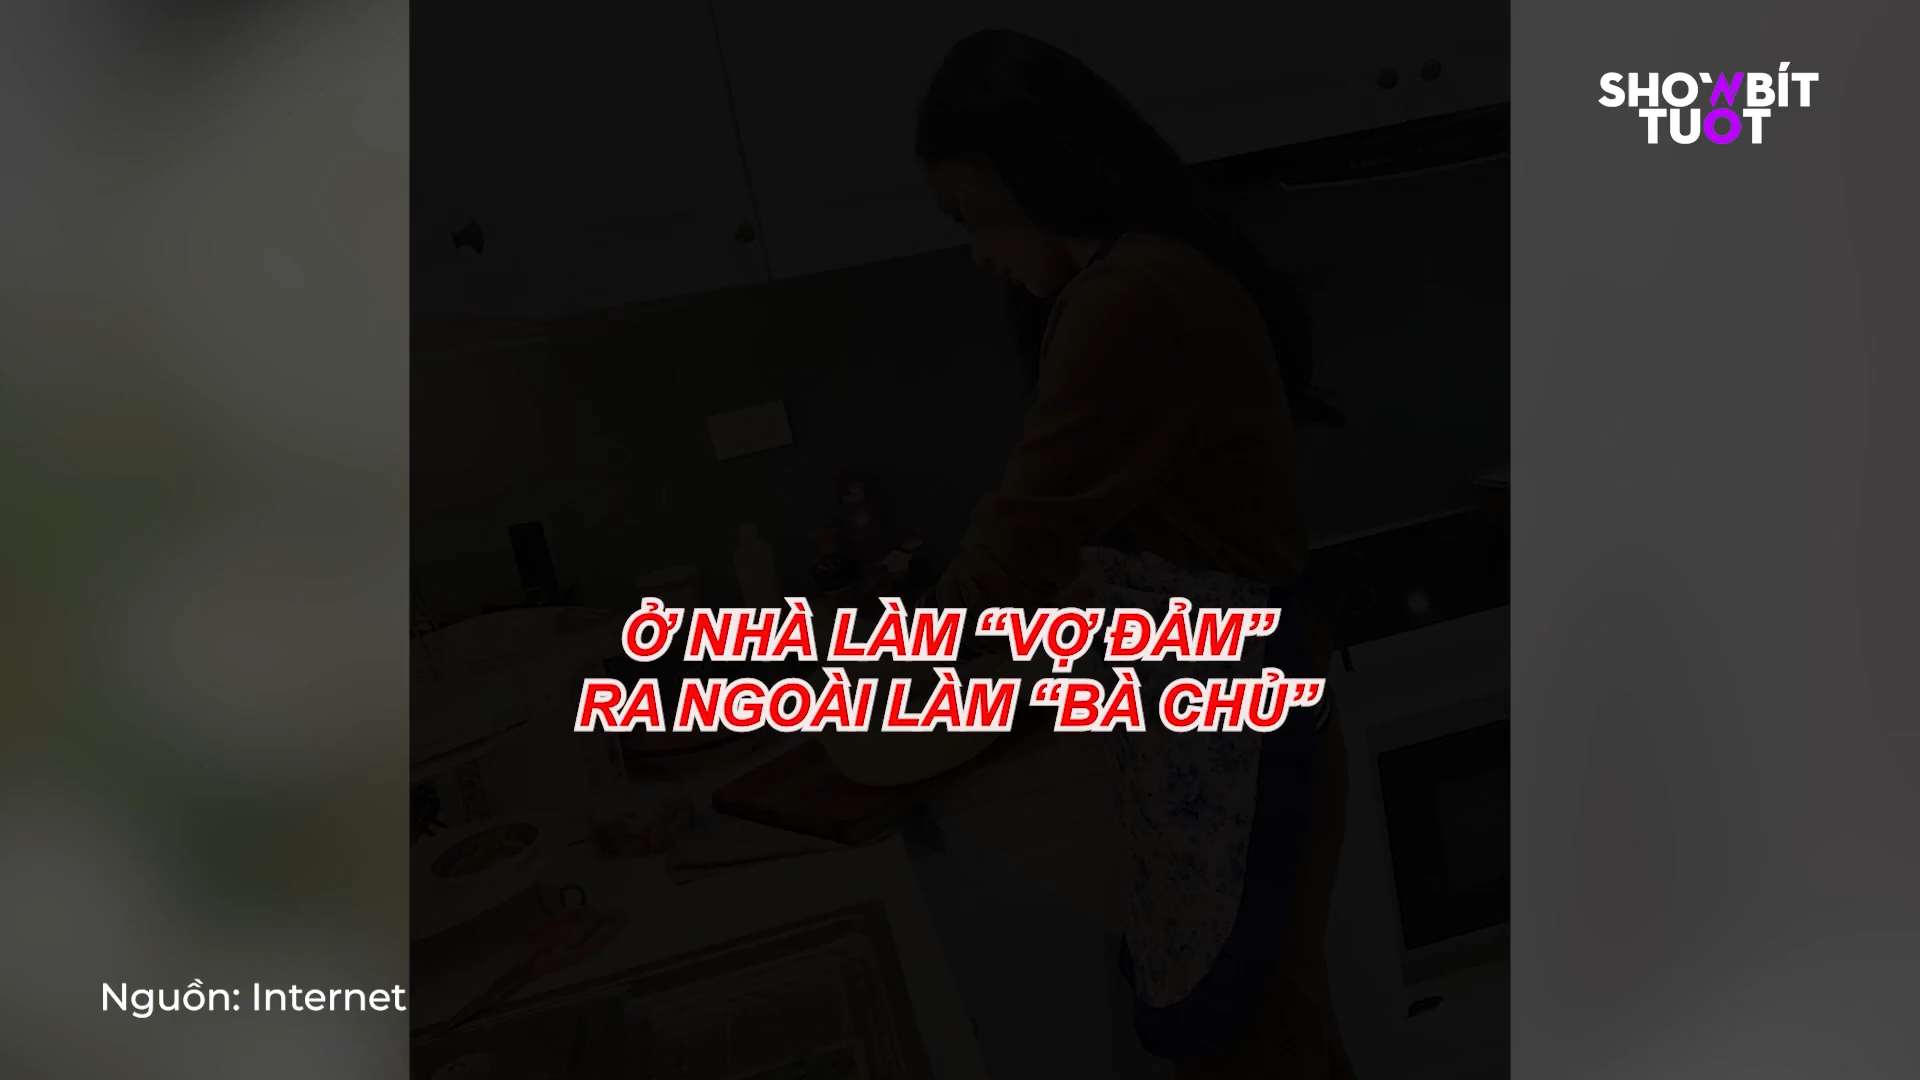 SHOWBÍT
TUOT
Ở NHÀ LÀM “VỢ ĐẢM”
RA NGOÀI LÀM “BÀ CHỦ”
Nguồn: Internet